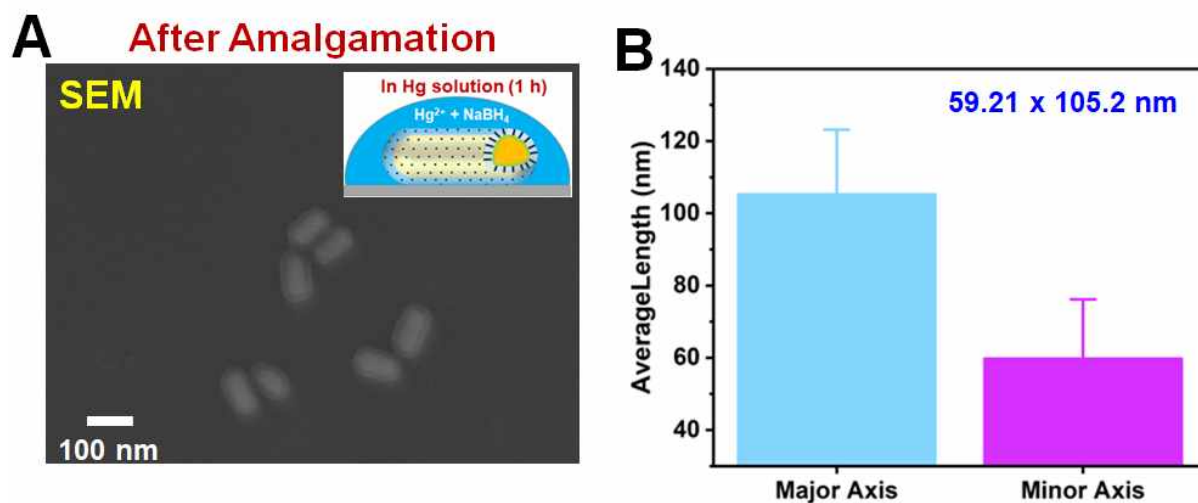 A
After Amalgamation
SEM
In Hg solution (1 h)
Hg²⁺ + NaBH₄
100 nm
B
59.21 x 105.2 nm
AverageLength (nm)
140
120
100
80
60
40
Major Axis
Minor Axis